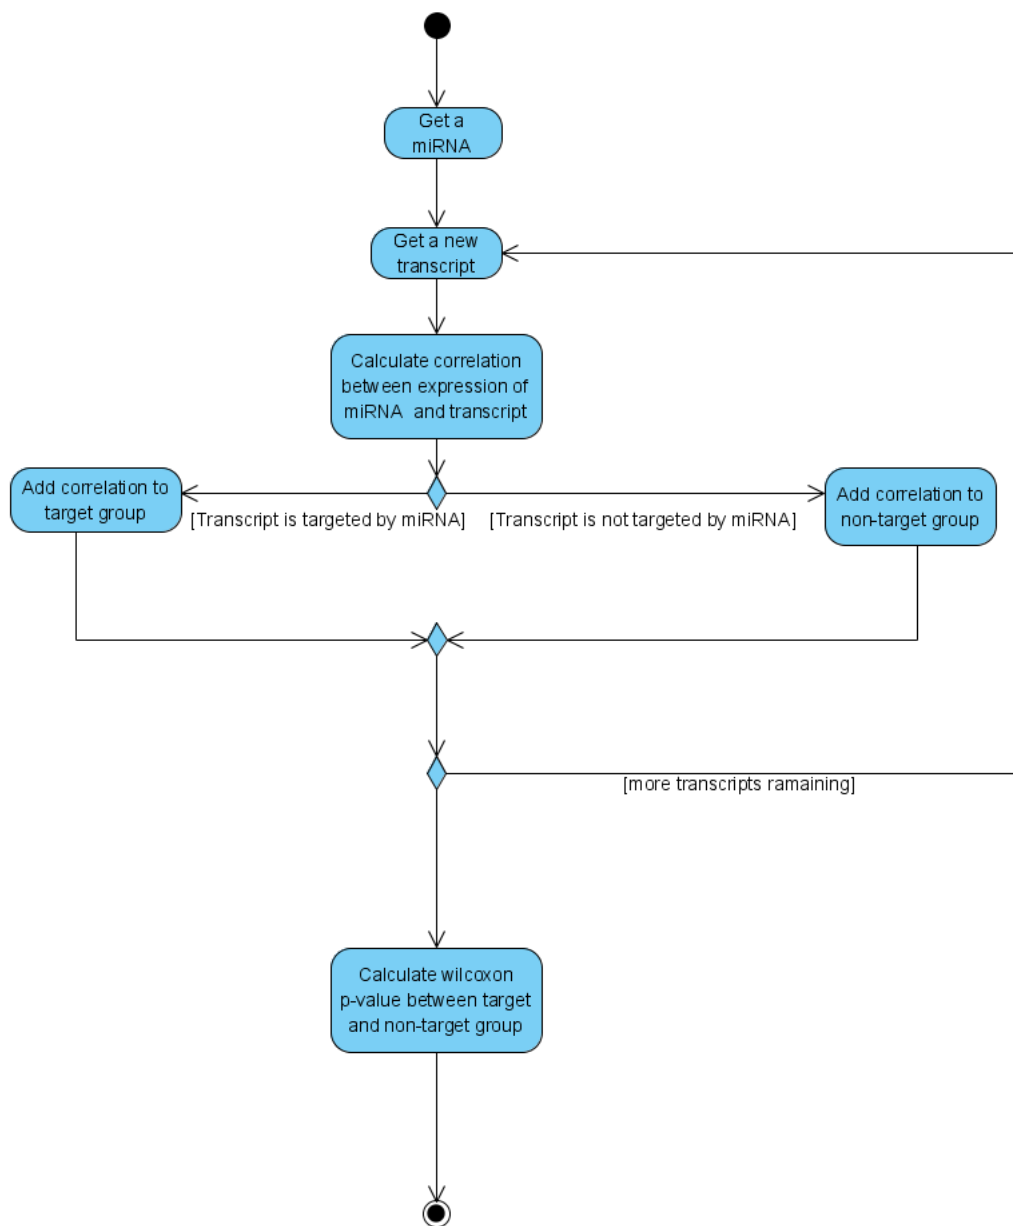 Get a
miRNA
Get a new
transcript
Calculate correlation
between expression of
miRNA and transcript
Add correlation to
target group
[Transcript is targeted by miRNA]
[Transcript is not targeted by miRNA]
Add correlation to
non-target group
[more transcripts ramaining]
Calculate wilcoxon
p-value between target
and non-target group